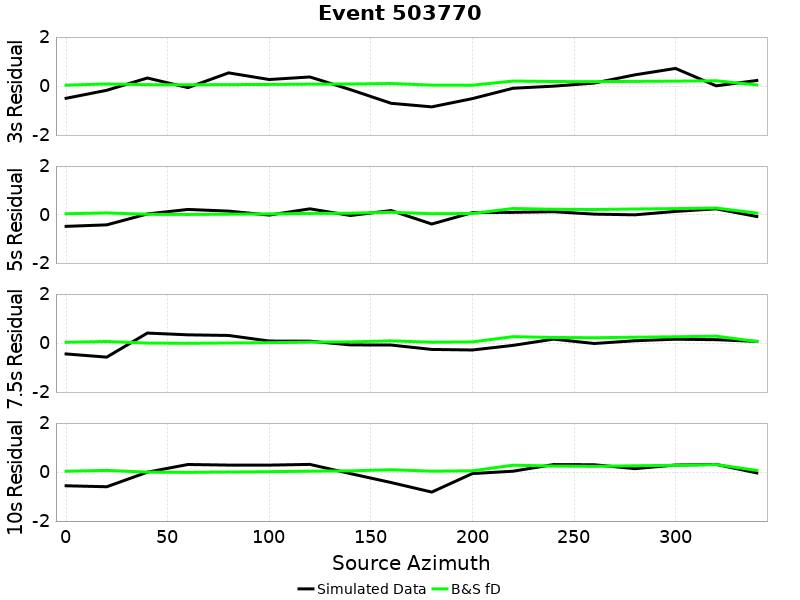 Event 503770
3s Residual
2
0
-2
5s Residual
2
0
-2
7.5s Residual
2
0
-2
10s Residual
2
0
-2
0 50 100 150 200 250 300
Source Azimuth
Simulated Data B&S fD